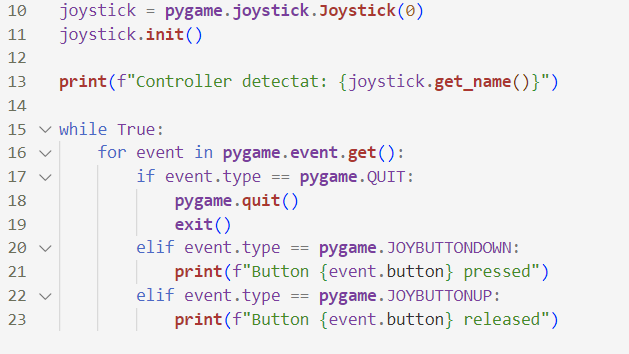 10 joystick = pygame.joystick.Joystick(0)
11 joystick.init()
12
13 print(f"Controller detectat: {joystick.get_name()}")
14
15 while True:
16     for event in pygame.event.get():
17         if event.type == pygame.QUIT:
18             pygame.quit()
19             exit()
20         elif event.type == pygame.JOYBUTTONDOWN:
21             print(f"Button {event.button} pressed")
22         elif event.type == pygame.JOYBUTTONUP:
23             print(f"Button {event.button} released")